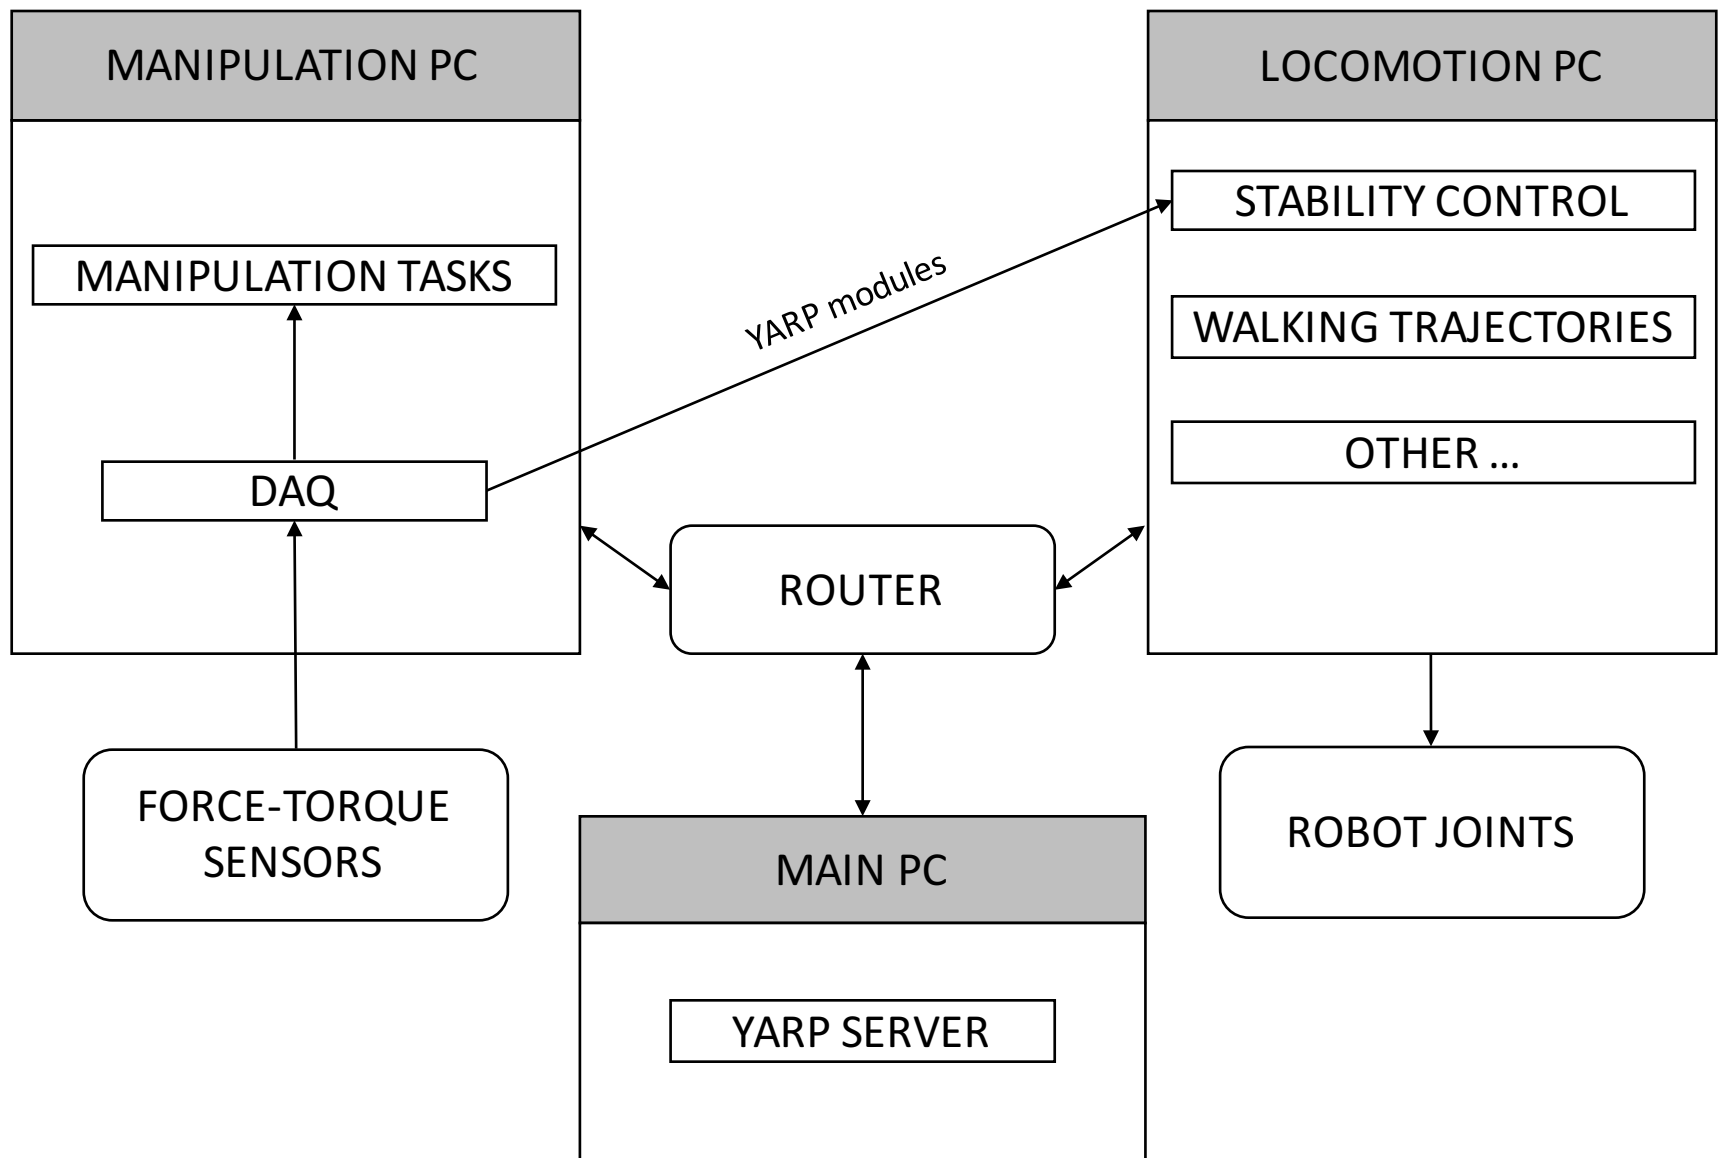 MANIPULATION PC
LOCOMOTION PC
STABILITY CONTROL
MANIPULATION TASKS
YARP modules
WALKING TRAJECTORIES
DAQ
OTHER ...
ROUTER
FORCE-TORQUE
SENSORS
ROBOT JOINTS
MAIN PC
YARP SERVER